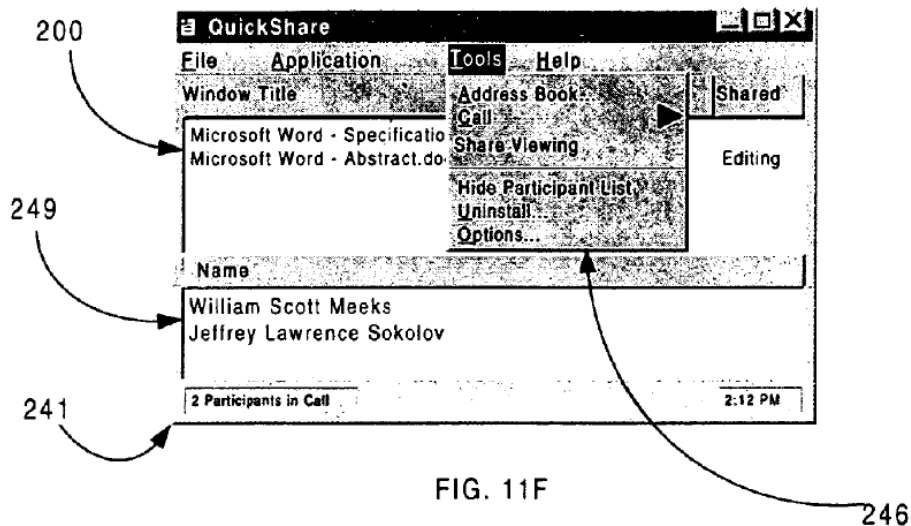 200
QuickShare
File Application Tools Help
Window Title Shared
Address Book...
Call
Microsoft Word - Specificatio
Share Viewing
Microsoft Word - Abstract.do Editing
Hide Participant List
Uninstall...
Options...
249
Name
William Scott Meeks
Jeffrey Lawrence Sokolov
241
2 Participants in Call 2:12 PM
FIG. 11F
246